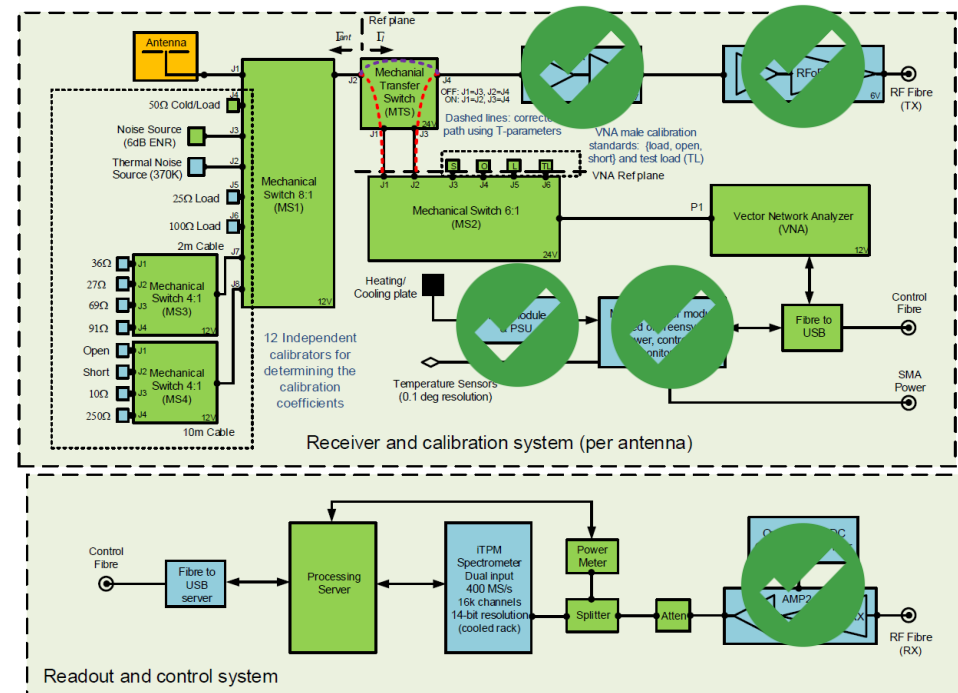 Ref plane
Antenna
Γant
Γl
J1
J2
J4
Mechanial
Transfer
Switch
(MTS)
24V
J1
J3
OFF: J1=J3, J2=J4
ON: J1=J2, J3=J4
Dashed lines:
path using T-parameters
6V
RF Fibre
(TX)
J4
50Ω Cold/Load
Noise Source
(6dB ENR)
J3
Thermal Noise
Source (370K)
J2
25Ω Load
J5
100Ω Load
J6
Mechanical
Switch 8:1
(MS1)
12V
VNA male calibration
standards: {load, open,
short} and test load (TL)
VNA Ref plane
S
O
L
TL
J1
J2
J3
J4
J5
J6
Mechanical Switch 6:1
(MS2)
24V
P1
Vector Network Analyzer
(VNA)
12V
2m Cable
J7
J8
36Ω
J1
27Ω
J2
69Ω
J3
91Ω
J4
Mechanical
Switch 4:1
(MS3)
12V
Open
J1
Short
J2
10Ω
J3
250Ω
J4
Mechanical
Switch 4:1
(MS4)
12V
10m Cable
12 Independent
calibrators for
determining the
calibration
coefficients
Heating/
Cooling plate
PSU
Temperature Sensors
(0.1 deg resolution)
Fibre to
USB
Control
Fibre
SMA
Power
Receiver and calibration system (per antenna)
Control
Fibre
Fibre to
USB
server
Processing
Server
iTPM
Spectrometer
Dual input
400 MS/s
16k channels
14-bit resolution
(cooled rack)
Power
Meter
Splitter
Atten
AMP2
RF Fibre
(RX)
Readout and control system